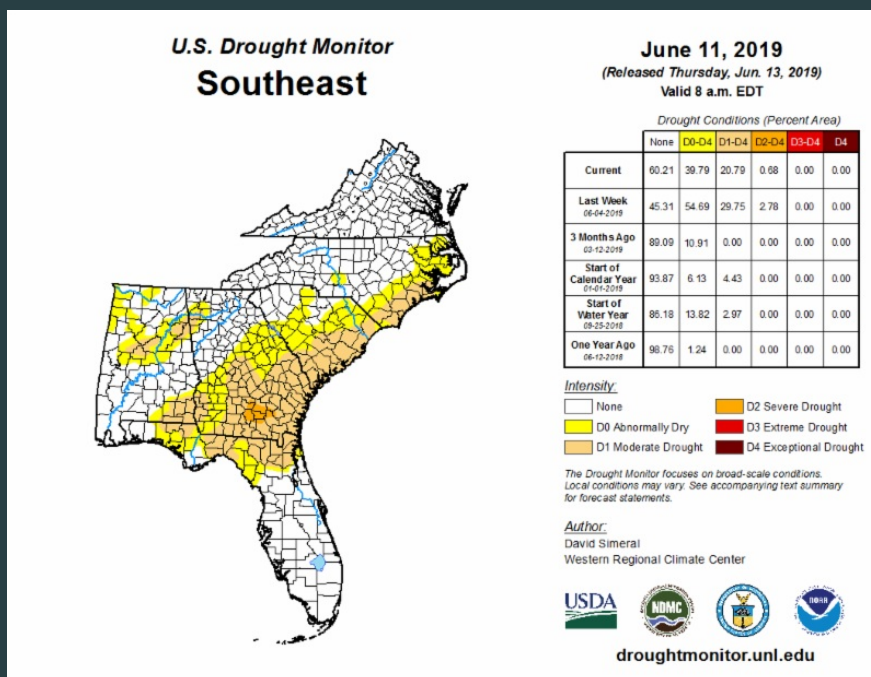 U.S. Drought Monitor
Southeast
June 11, 2019
(Released Thursday, Jun. 13, 2019)
Valid 8 a.m. EDT
Drought Conditions (Percent Area)
None D0-D4 D1-D4 D2-D4 D3-D4 D4
Current 60.21 39.79 20.79 0.68 0.00 0.00
Last Week
06-04-2019 45.31 54.69 29.75 2.78 0.00 0.00
3 Months Ago
03-12-2019 89.09 10.91 0.00 0.00 0.00 0.00
Start of
Calendar Year
01-01-2019 93.87 6.13 4.43 0.00 0.00 0.00
Start of
Water Year
09-25-2018 86.18 13.82 2.97 0.00 0.00 0.00
One Year Ago
06-12-2018 98.76 1.24 0.00 0.00 0.00 0.00
Intensity:
None
D0 Abnormally Dry
D1 Moderate Drought
D2 Severe Drought
D3 Extreme Drought
D4 Exceptional Drought
The Drought Monitor focuses on broad-scale conditions.
Local conditions may vary. See accompanying text summary
for forecast statements.
Author:
David Simeral
Western Regional Climate Center
USDA
NDMC
NOAA
droughtmonitor.unl.edu